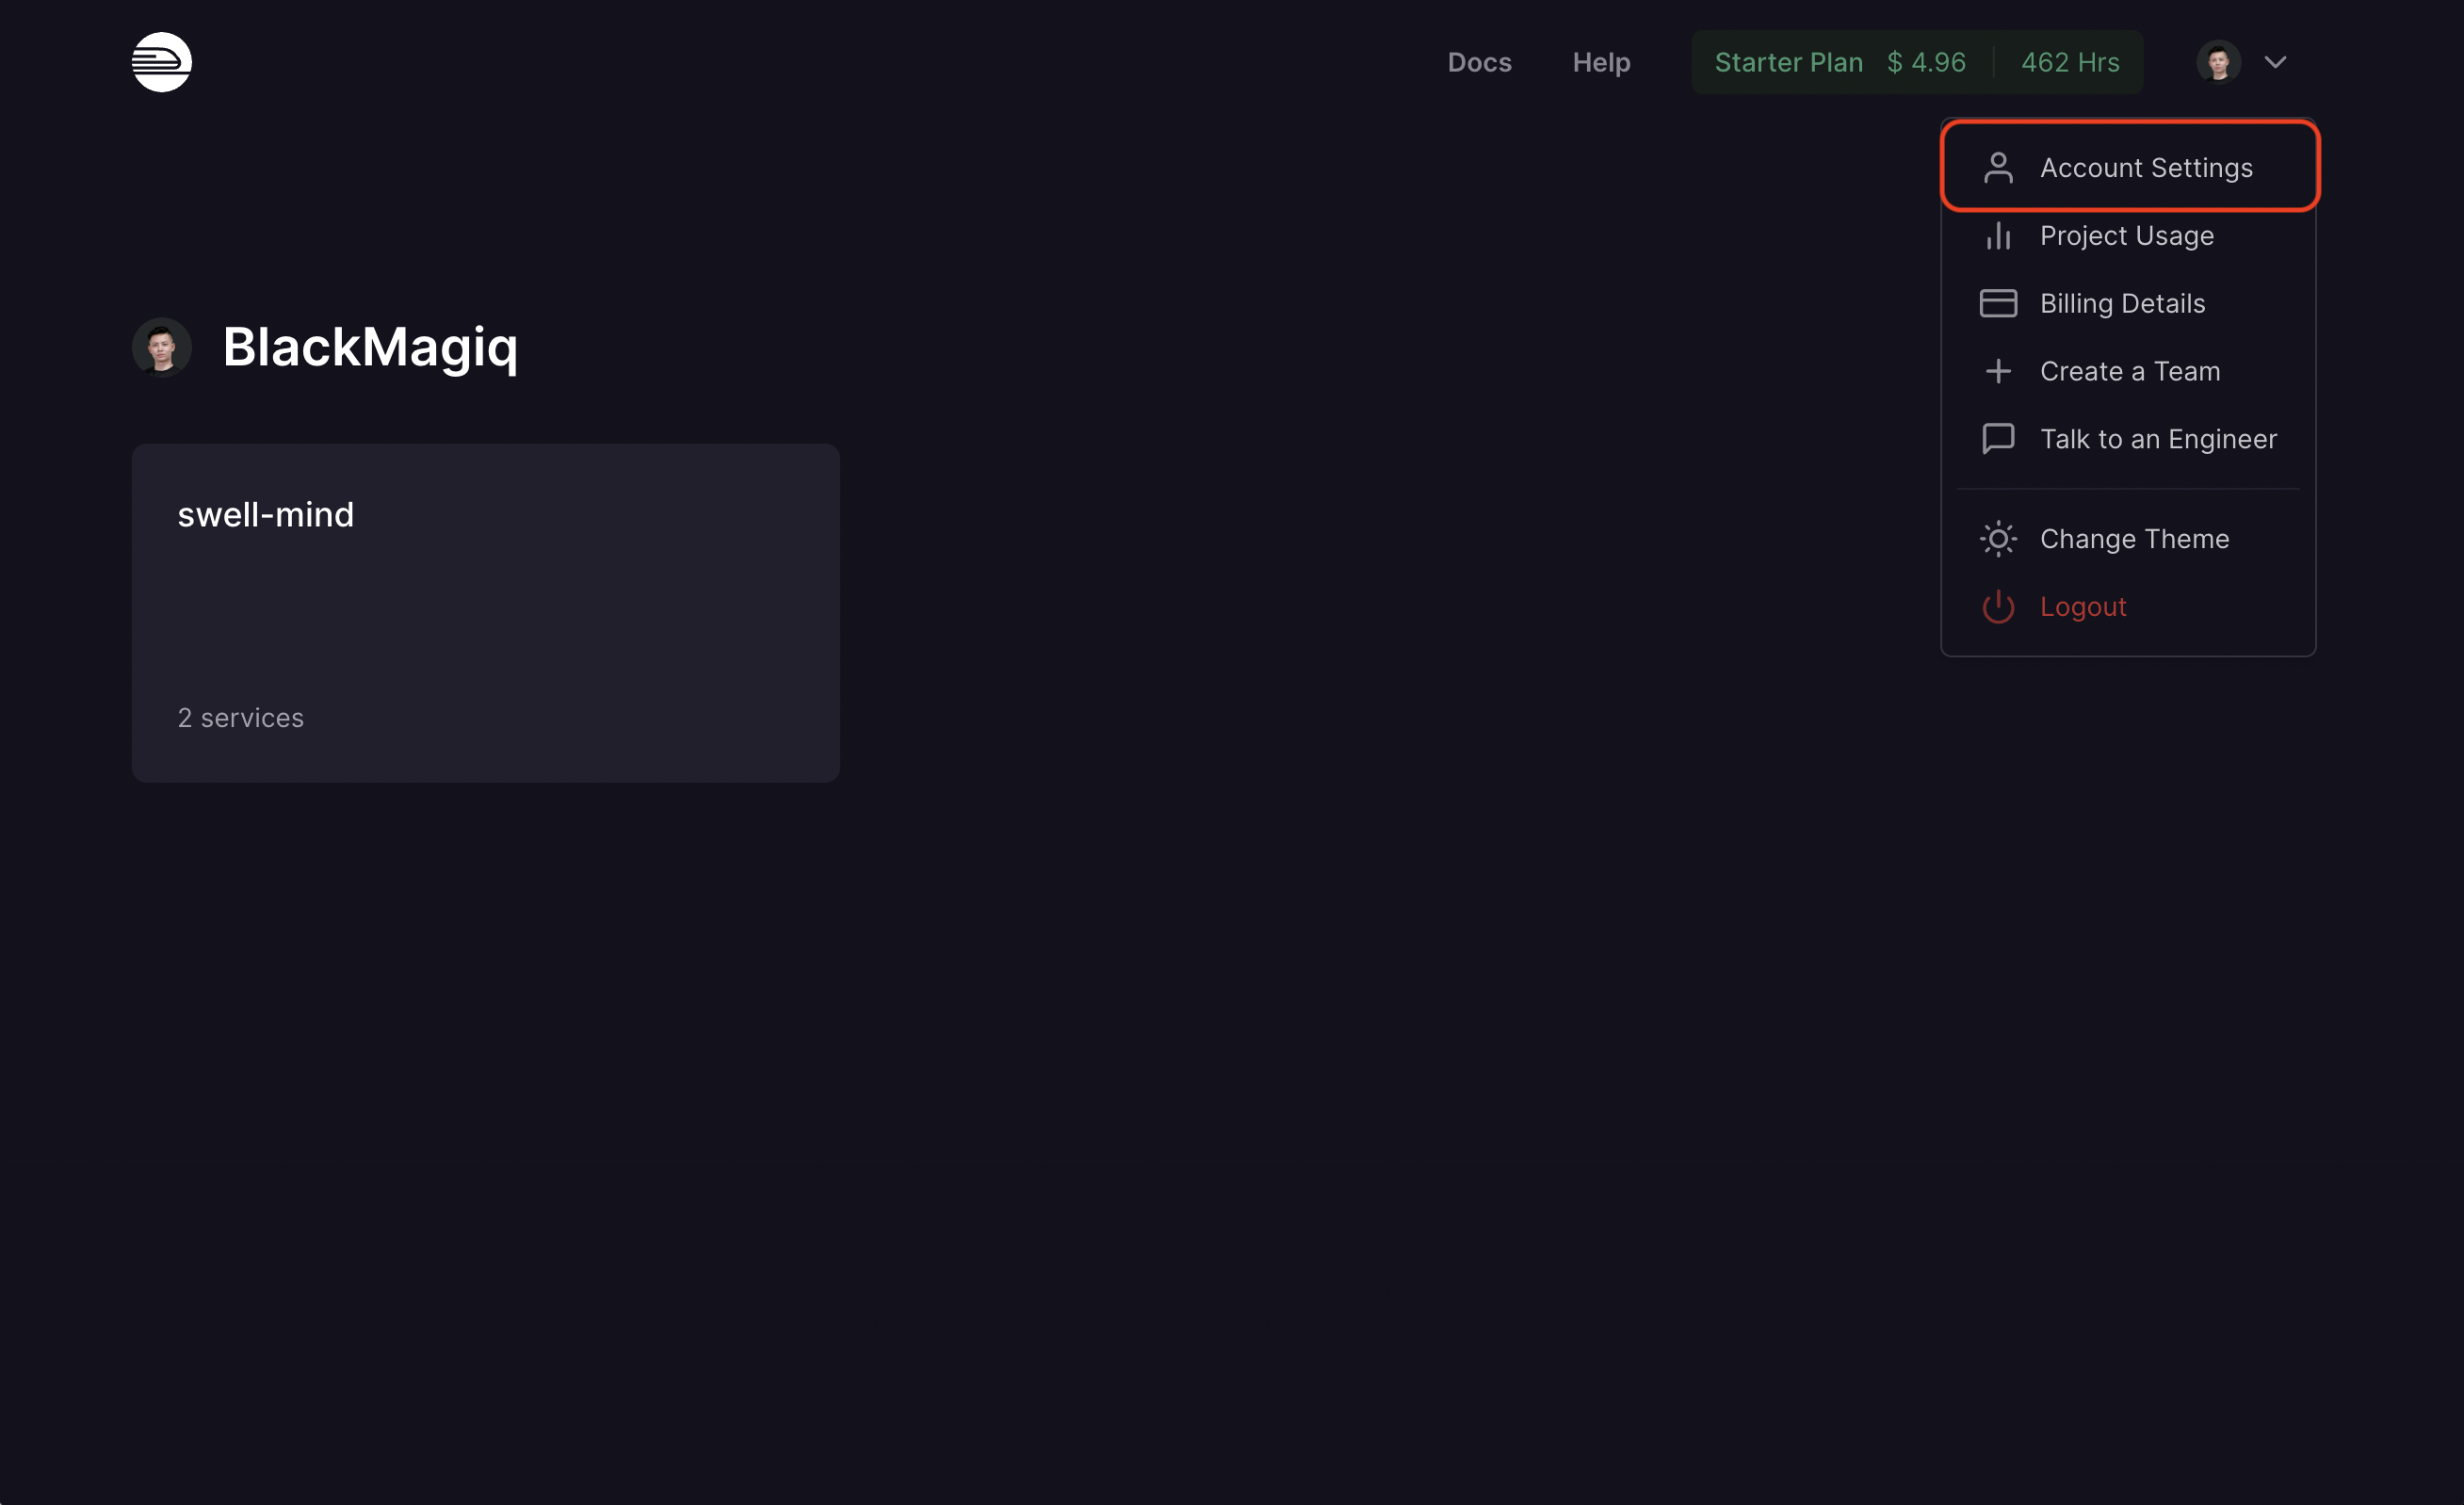 Docs
Help
Starter Plan $ 4.96 462 Hrs
Account Settings
Project Usage
Billing Details
Create a Team
Talk to an Engineer
Change Theme
Logout
BlackMagiq
swell-mind
2 services